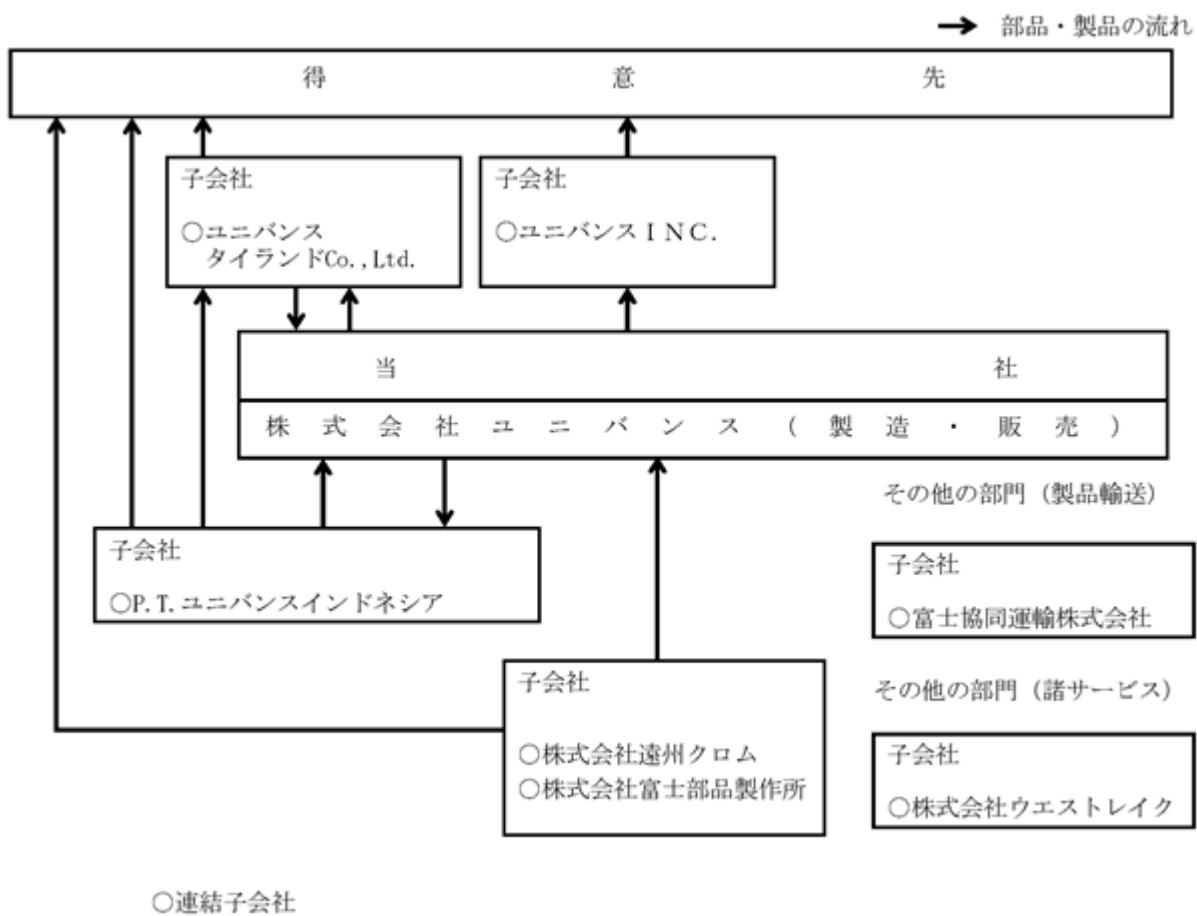 部品・製品の流れ
得意先
子会社
○ユニバンス
タイランドCo.,Ltd.
子会社
○ユニバンスＩＮＣ.
当社
株式会社ユニバンス（製造・販売）
子会社
○P.T.ユニバンスインドネシア
その他の部門（製品輸送）
子会社
○富士協同運輸株式会社
子会社
○株式会社遠州クロム
○株式会社富士部品製作所
その他の部門（諸サービス）
子会社
○株式会社ウエストレイク
○連結子会社